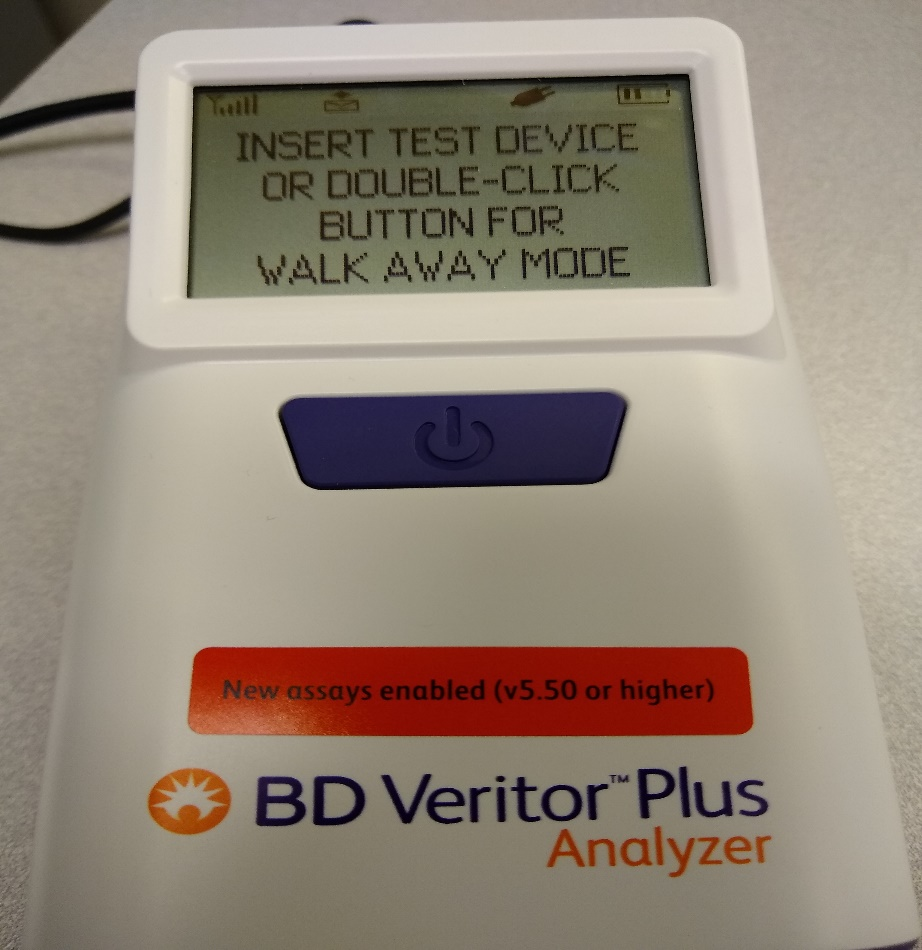 INSERT TEST DEVICE
OR DOUBLE-CLICK
BUTTON FOR
WALK AWAY MODE
New assays enabled (v5.50 or higher)
BD Veritor™ Plus
Analyzer